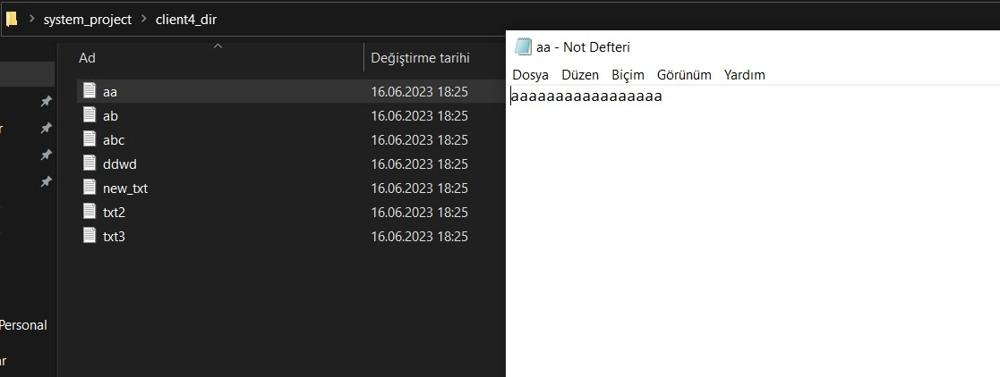 system_project > client4_dir
Ad Değiştirme tarihi
aa 16.06.2023 18:25
ab 16.06.2023 18:25
abc 16.06.2023 18:25
ddwd 16.06.2023 18:25
new_txt 16.06.2023 18:25
txt2 16.06.2023 18:25
txt3 16.06.2023 18:25
r
Personal
ar
aa - Not Defteri
Dosya Düzen Biçim Görünüm Yardım
aaaaaaaaaaaaaaaaa